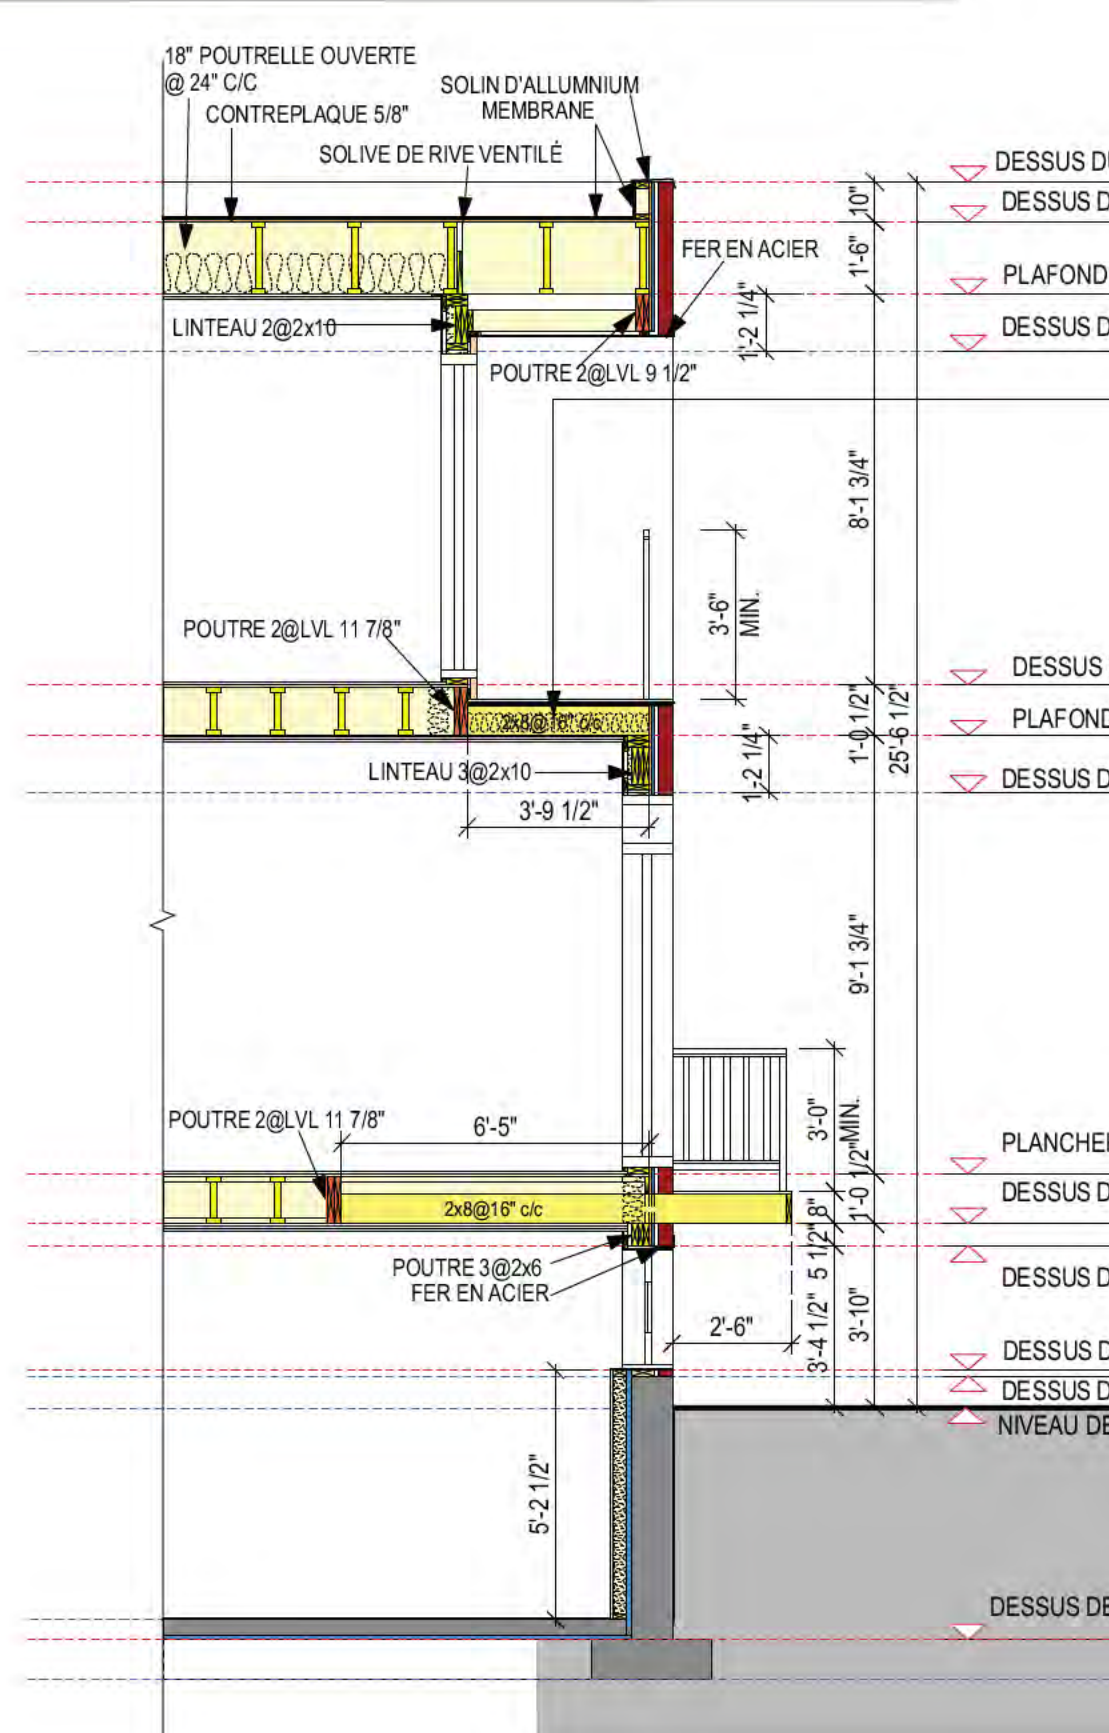 18" POUTRELLE OUVERTE
@ 24" C/C
CONTREPLAQUE 5/8"
SOLIN D'ALLUMNIUM
MEMBRANE
SOLIVE DE RIVE VENTILÉ
DESSUS
10"
DESSUS
FER EN ACIER
1'-6"
PLAFOND
LINTEAU 2@2x10
1'-2 1/4"
DESSUS
POUTRE 2@LVL 9 1/2"
8'-1 3/4"
3'-6"
MIN.
POUTRE 2@LVL 11 7/8"
DESSUS
2x8@16" c/c
1'-0 1/2"
25'-6 1/2"
PLAFOND
LINTEAU 3@2x10
1'-2 1/4"
DESSUS
3'-9 1/2"
9'-1 3/4"
POUTRE 2@LVL 11 7/8"
6'-5"
3'-0"
MIN.
PLANCHE
2x8@16" c/c
8"
1'-0 1/2"
DESSUS
POUTRE 3@2x6
FER EN ACIER
5 1/2"
DESSUS
2'-6"
3'-4 1/2"
3'-10"
DESSUS
DESSUS
NIVEAU
5'-2 1/2"
DESSUS